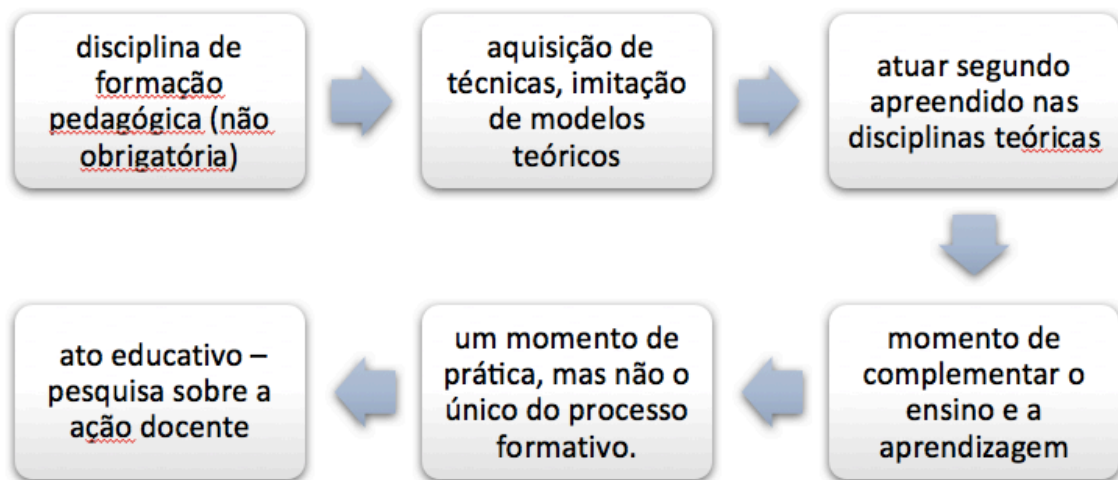 disciplina de
formação
pedagógica (não
obrigatória)
aquisição de
técnicas, imitação
de modelos
teóricos
atuar segundo
apreendido nas
disciplinas teóricas
momento de
complementar o
ensino e a
aprendizagem
um momento de
prática, mas não o
único do processo
formativo.
ato educativo –
pesquisa sobre a
ação docente